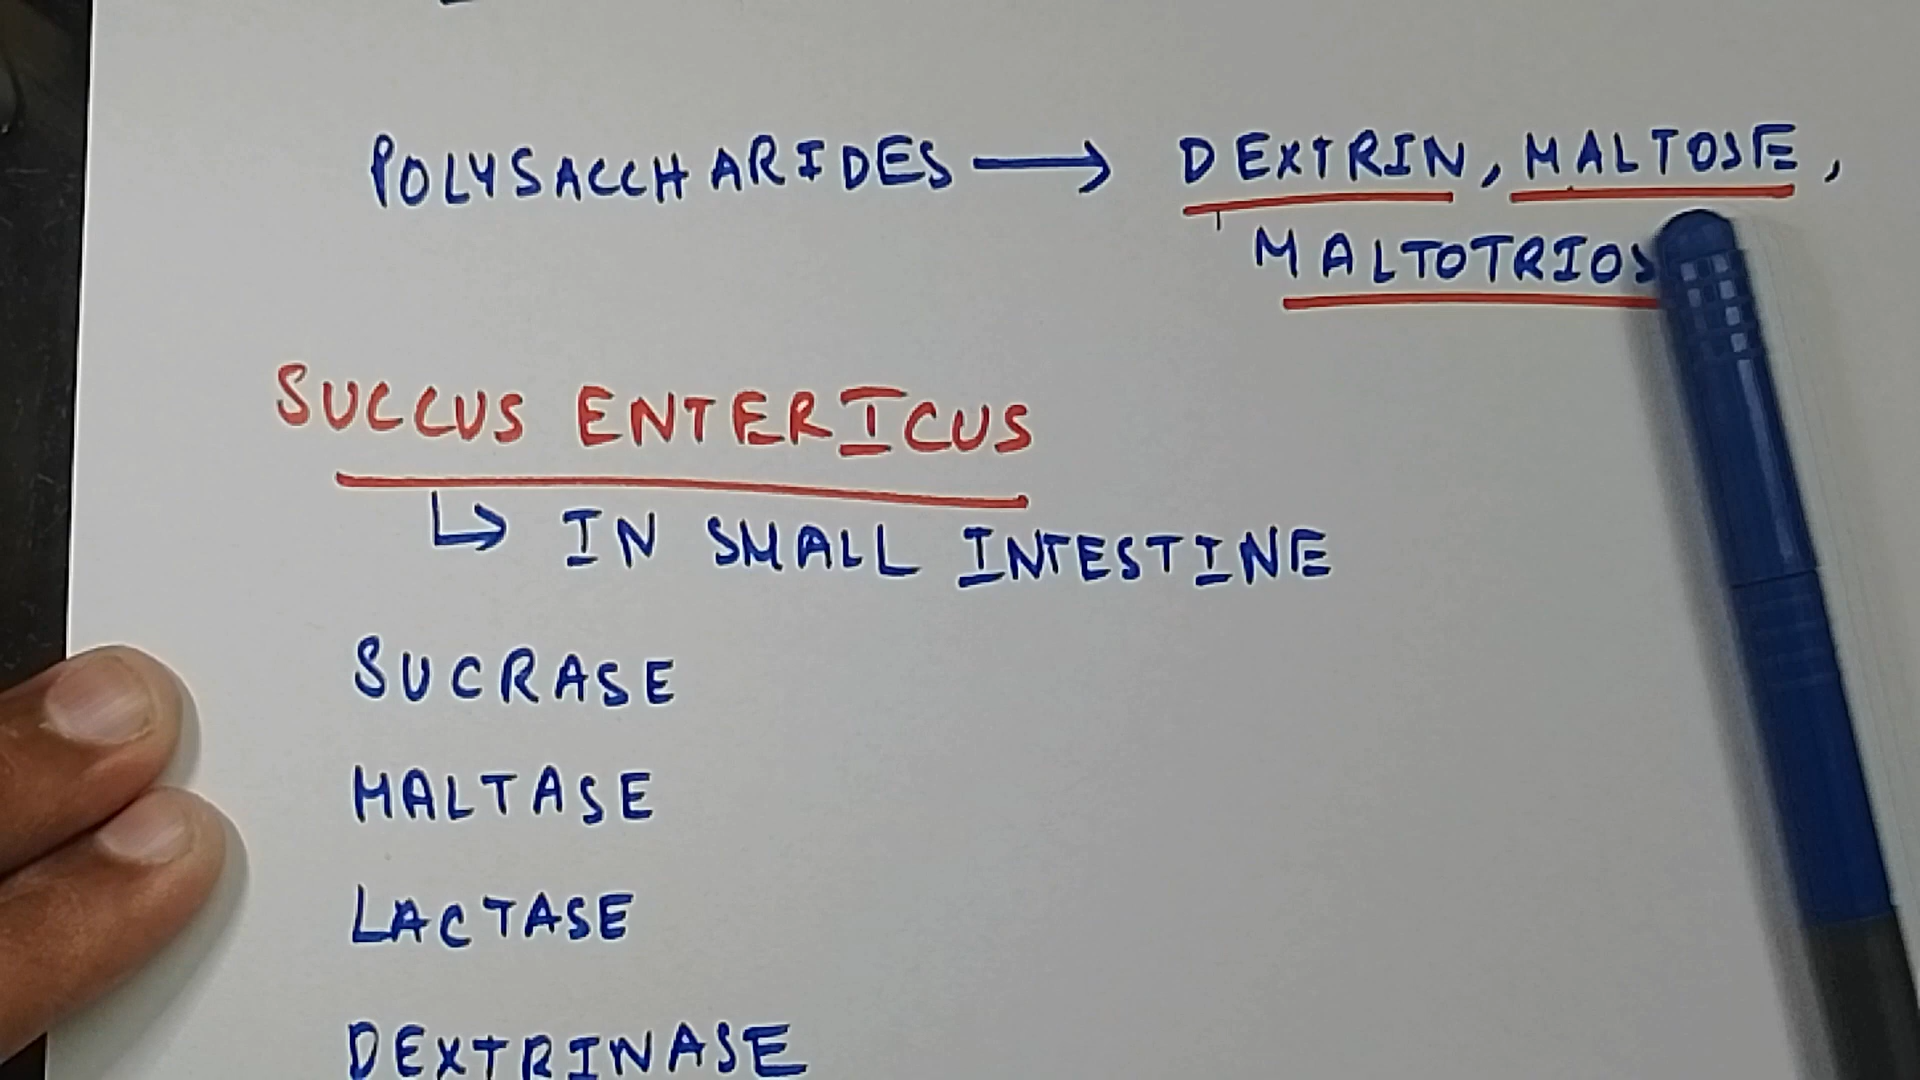 POLYSACCHARIDES → DEXTRIN, MALTOSE,
MALTOTRIOS
SUCCUS ENTERICUS
↳ IN SMALL INTESTINE
SUCRASE
MALTASE
LACTASE
DEXTRINASE